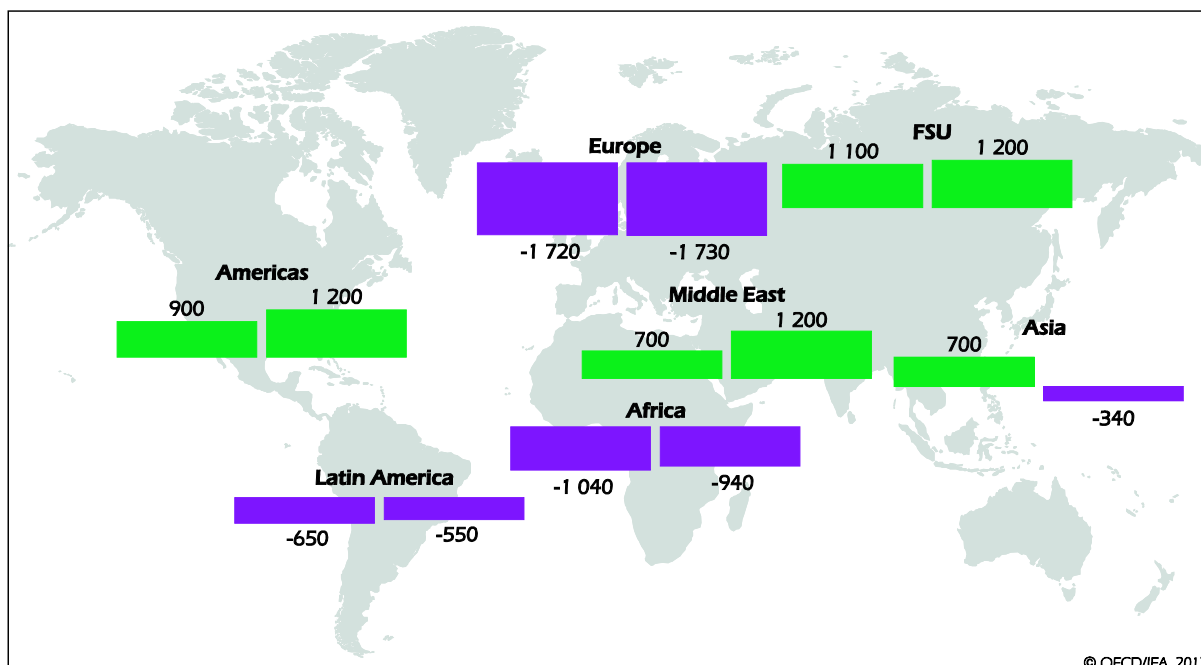 FSU
1 100
1 200
Europe
-1 720
-1 730
Americas
900
1 200
Middle East
700
1 200
Asia
700
-340
Africa
-1 040
-940
Latin America
-650
-550
© OECD/IEA,